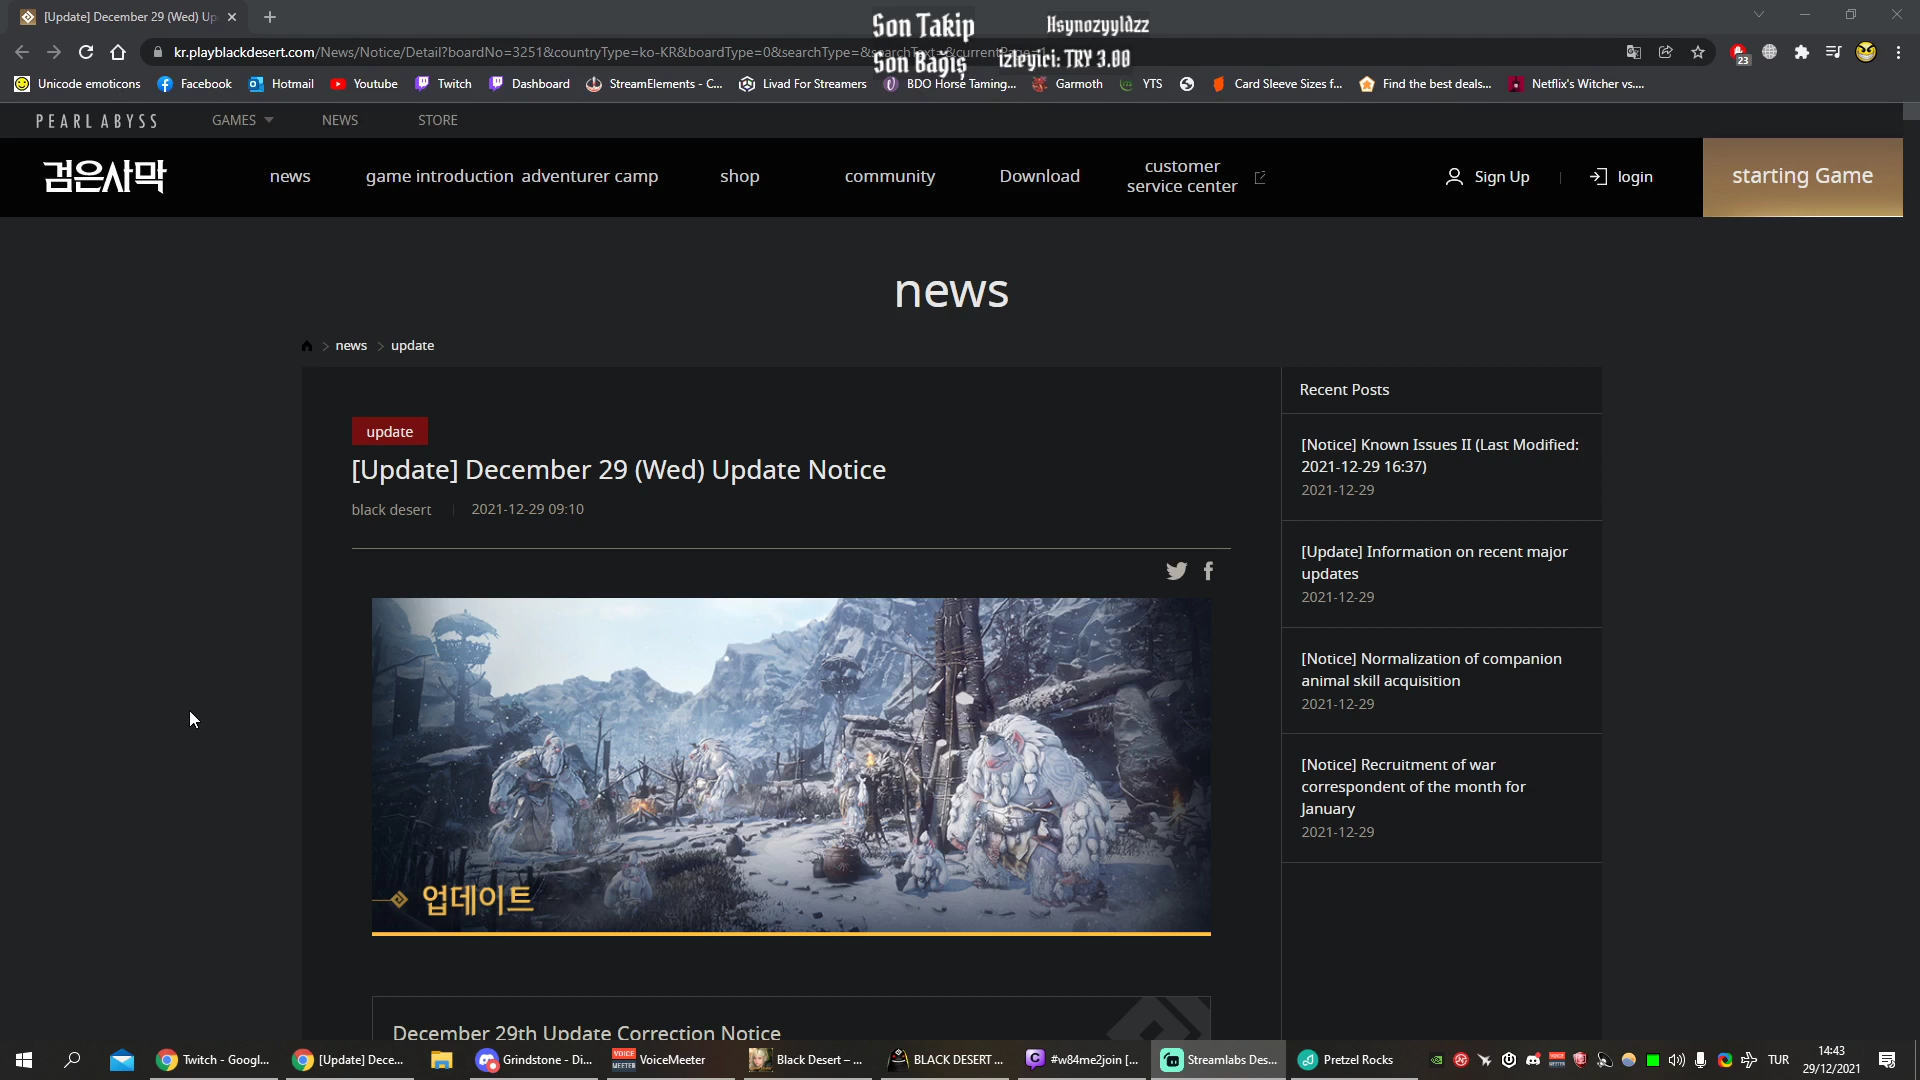 [Update] December 29 (Wed) Up
Son Takip
Hsynozyyldzz
kr.playblackdesert.com/News/Notice/Detail?boardNo=3251&countryType=ko-KR&boardType=0&searchType=&searchText=&currentPage=1
Son Bağış
izleyici: TRY 3.00
23
Unicode emoticons
Facebook
Hotmail
Youtube
Twitch
Dashboard
StreamElements - C...
Livad For Streamers
BDO Horse Taming...
Garmoth
YTS
Card Sleeve Sizes f...
Find the best deals...
Netflix's Witcher vs....
PEARL ABYSS
GAMES
NEWS
STORE
검은사막
news
game introduction
adventurer camp
shop
community
Download
customer
service center
Sign Up
login
starting Game
news
> news > update
update
[Update] December 29 (Wed) Update Notice
black desert
2021-12-29 09:10
업데이트
December 29th Update Correction Notice
Recent Posts
[Notice] Known Issues II (Last Modified:
2021-12-29 16:37)
2021-12-29
[Update] Information on recent major
updates
2021-12-29
[Notice] Normalization of companion
animal skill acquisition
2021-12-29
[Notice] Recruitment of war
correspondent of the month for
January
2021-12-29
Twitch - Googl...
[Update] Dece...
Grindstone - Di...
VOICE
MEETER
VoiceMeeter
Black Desert – ...
BLACK DESERT ...
#w84me2join [...
Streamlabs Des...
Pretzel Rocks
TUR
14:43
29/12/2021